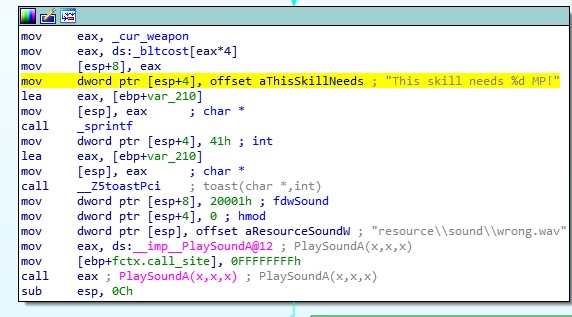 mov eax, _cur_weapon
mov eax, ds:_bltcost[eax*4]
mov [esp+8], eax
mov dword ptr [esp+4], offset aThisSkillNeeds ; "This skill needs %d MP!"
lea eax, [ebp+var_210]
mov [esp], eax ; char *
call _sprintf
mov dword ptr [esp+4], 41h ; int
lea eax, [ebp+var_210]
mov [esp], eax ; char *
call __Z5toastPci ; toast(char *,int)
mov dword ptr [esp+8], 20001h ; fdwSound
mov dword ptr [esp+4], 0 ; hmod
mov dword ptr [esp], offset aResourceSoundW ; "resource\\sound\\wrong.wav"
mov eax, ds:__imp__PlaySoundA@12 ; PlaySoundA(x,x,x)
mov [ebp+fctx.call_site], 0FFFFFFFFh
call eax ; PlaySoundA(x,x,x) ; PlaySoundA(x,x,x)
sub esp, 0Ch